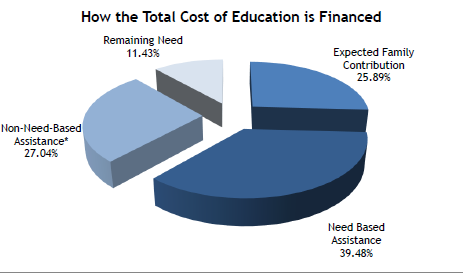 How the Total Cost of Education is Financed
Remaining Need
11.43%
Expected Family
Contribution
25.89%
Non-Need-Based
Assistance*
27.04%
Need Based
Assistance
39.48%